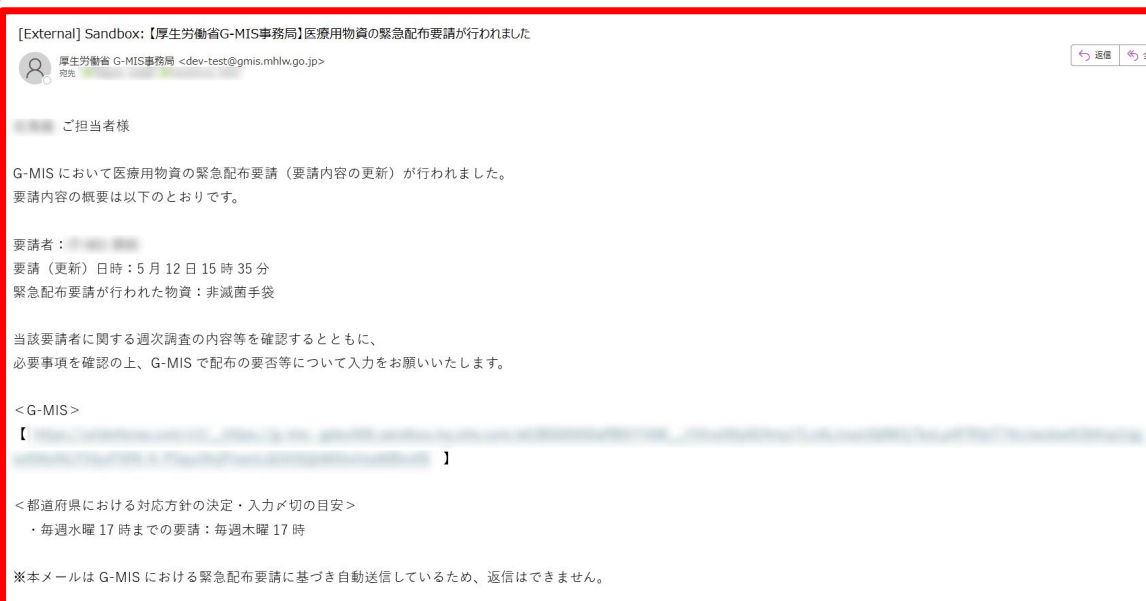 [External] Sandbox:【厚生労働省G-MIS事務局】医療用物資の緊急配布要請が行われました
厚生労働省 G-MIS事務局 <dev-test@gmis.mhlw.go.jp>
宛先
返信
ご担当者様
G-MIS において医療用物資の緊急配布要請（要請内容の更新）が行われました。
要請内容の概要は以下のとおりです。
要請者：
要請（更新）日時：5 月 12 日 15 時 35 分
緊急配布要請が行われた物資：非滅菌手袋
当該要請者に関する週次調査の内容等を確認するとともに、
必要事項を確認の上、G-MIS で配布の要否等について入力をお願いいたします。
＜G-MIS＞
【
】
＜都道府県における対応方針の決定・入力〆切の目安＞
・毎週水曜 17 時までの要請：毎週木曜 17 時
※本メールは G-MIS における緊急配布要請に基づき自動送信しているため、返信はできません。